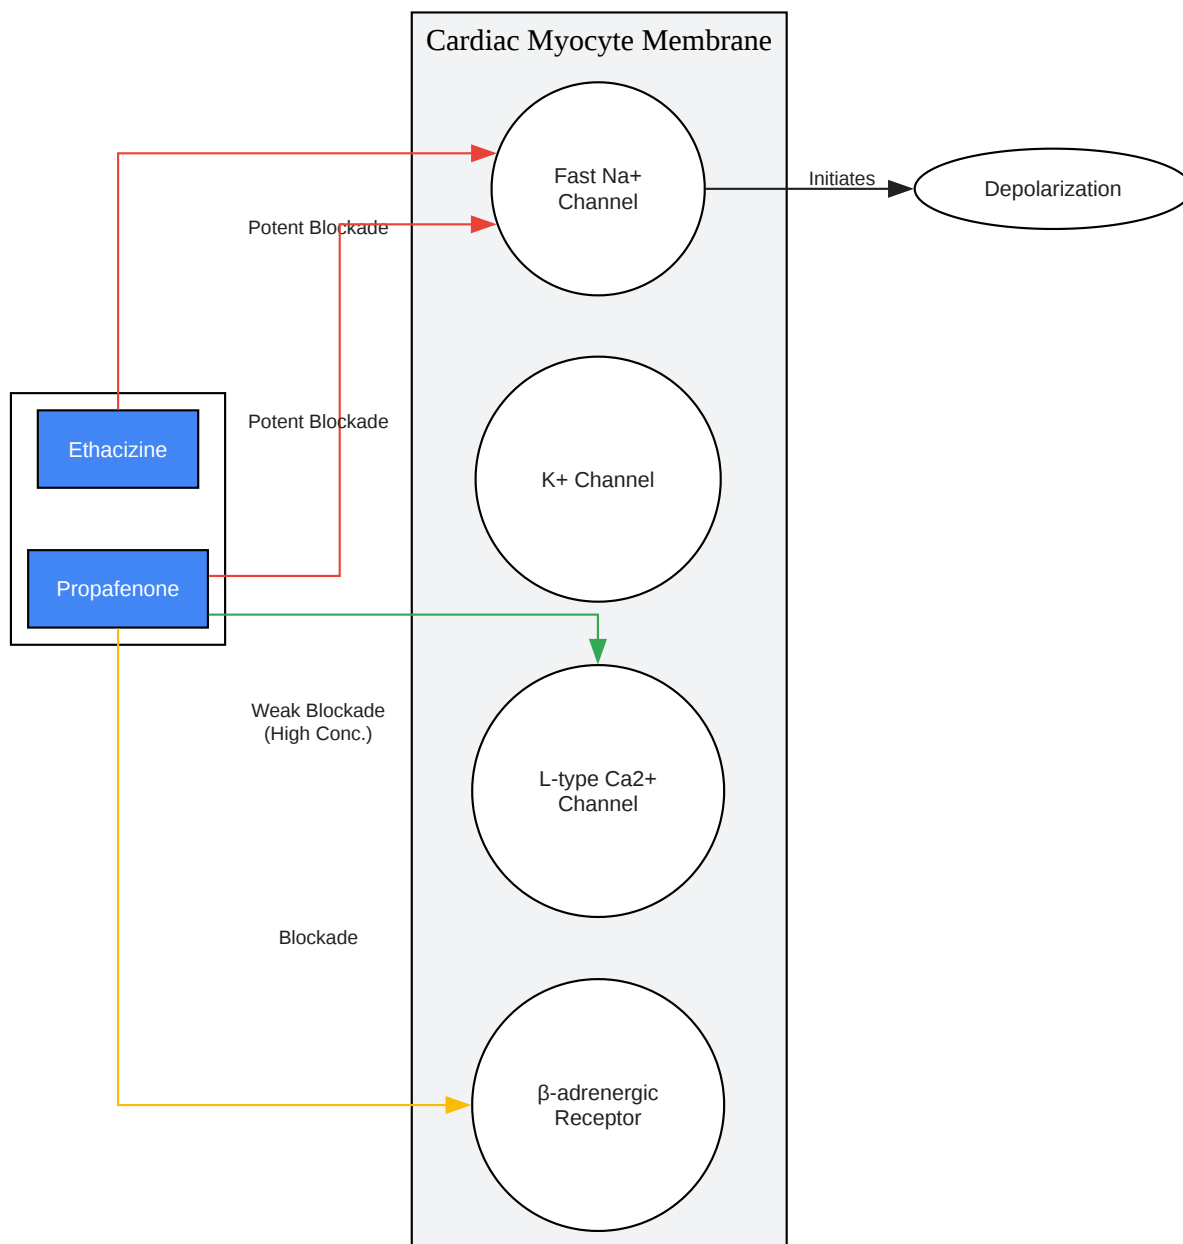 Cardiac Myocyte Membrane
Fast Na+
Channel
Initiates
Depolarization
Potent Blockade
Potent Blockade
Ethacizine
K+ Channel
Propafenone
Weak Blockade
(High Conc.)
L-type Ca2+
Channel
Blockade
β-adrenergic
Receptor